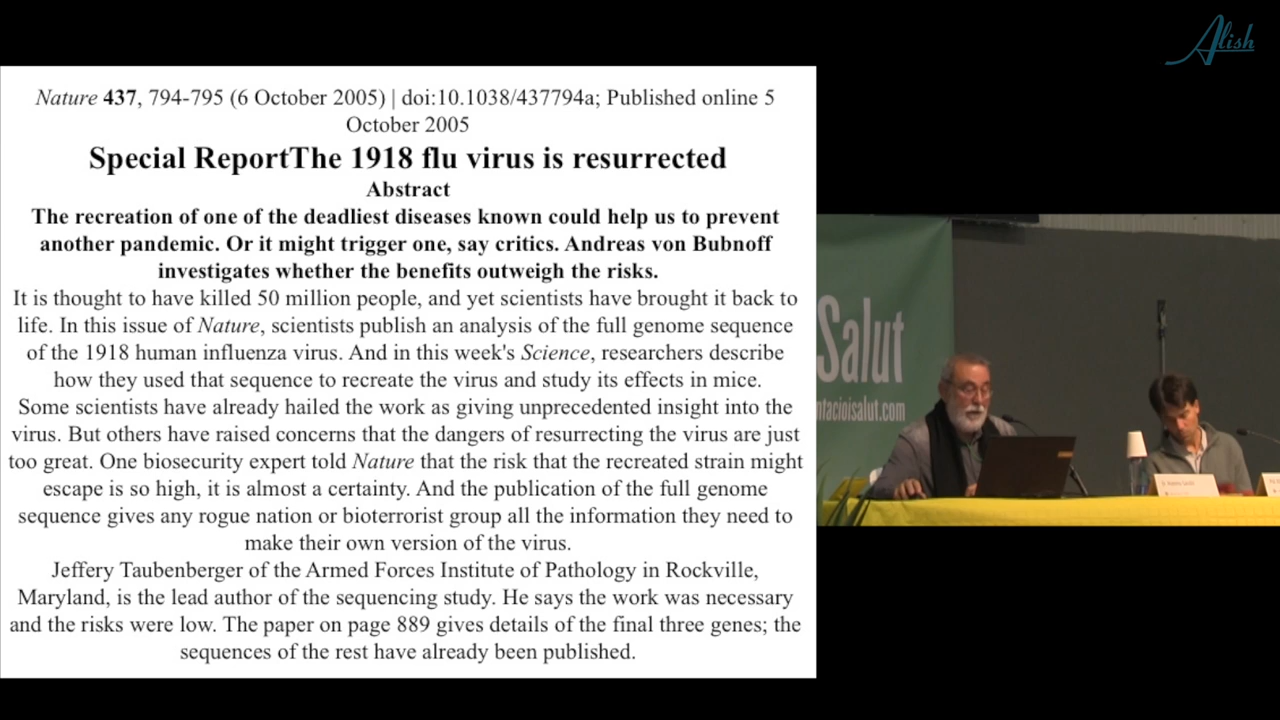 Alish
Nature 437, 794-795 (6 October 2005) | doi:10.1038/437794a; Published online 5
October 2005
Special ReportThe 1918 flu virus is resurrected
Abstract
The recreation of one of the deadliest diseases known could help us to prevent
another pandemic. Or it might trigger one, say critics. Andreas von Bubnoff
investigates whether the benefits outweigh the risks.
It is thought to have killed 50 million people, and yet scientists have brought it back to
life. In this issue of Nature, scientists publish an analysis of the full genome sequence
of the 1918 human influenza virus. And in this week's Science, researchers describe
how they used that sequence to recreate the virus and study its effects in mice.
Some scientists have already hailed the work as giving unprecedented insight into the
virus. But others have raised concerns that the dangers of resurrecting the virus are just
too great. One biosecurity expert told Nature that the risk that the recreated strain might
escape is so high, it is almost a certainty. And the publication of the full genome
sequence gives any rogue nation or bioterrorist group all the information they need to
make their own version of the virus.
Jeffery Taubenberger of the Armed Forces Institute of Pathology in Rockville,
Maryland, is the lead author of the sequencing study. He says the work was necessary
and the risks were low. The paper on page 889 gives details of the final three genes; the
sequences of the rest have already been published.
Salut
ntacioisalut.com